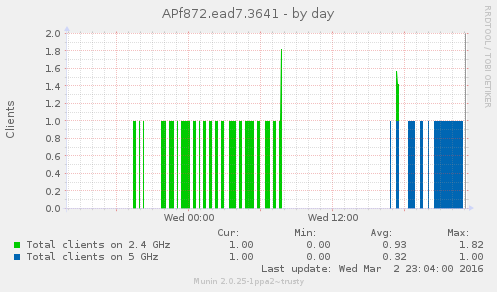 APf872.ead7.3641 - by day
RRDTOOL / TOBI OETIKER
Clients
2.0
1.8
1.6
1.4
1.2
1.0
0.8
0.6
0.4
0.2
0.0
Wed 00:00 Wed 12:00
Cur: Min: Avg: Max:
Total clients on 2.4 GHz 1.00 0.00 0.93 1.82
Total clients on 5 GHz 1.00 0.00 0.32 1.00
Last update: Wed Mar 2 23:04:00 2016
Munin 2.0.25-1ppa2~trusty